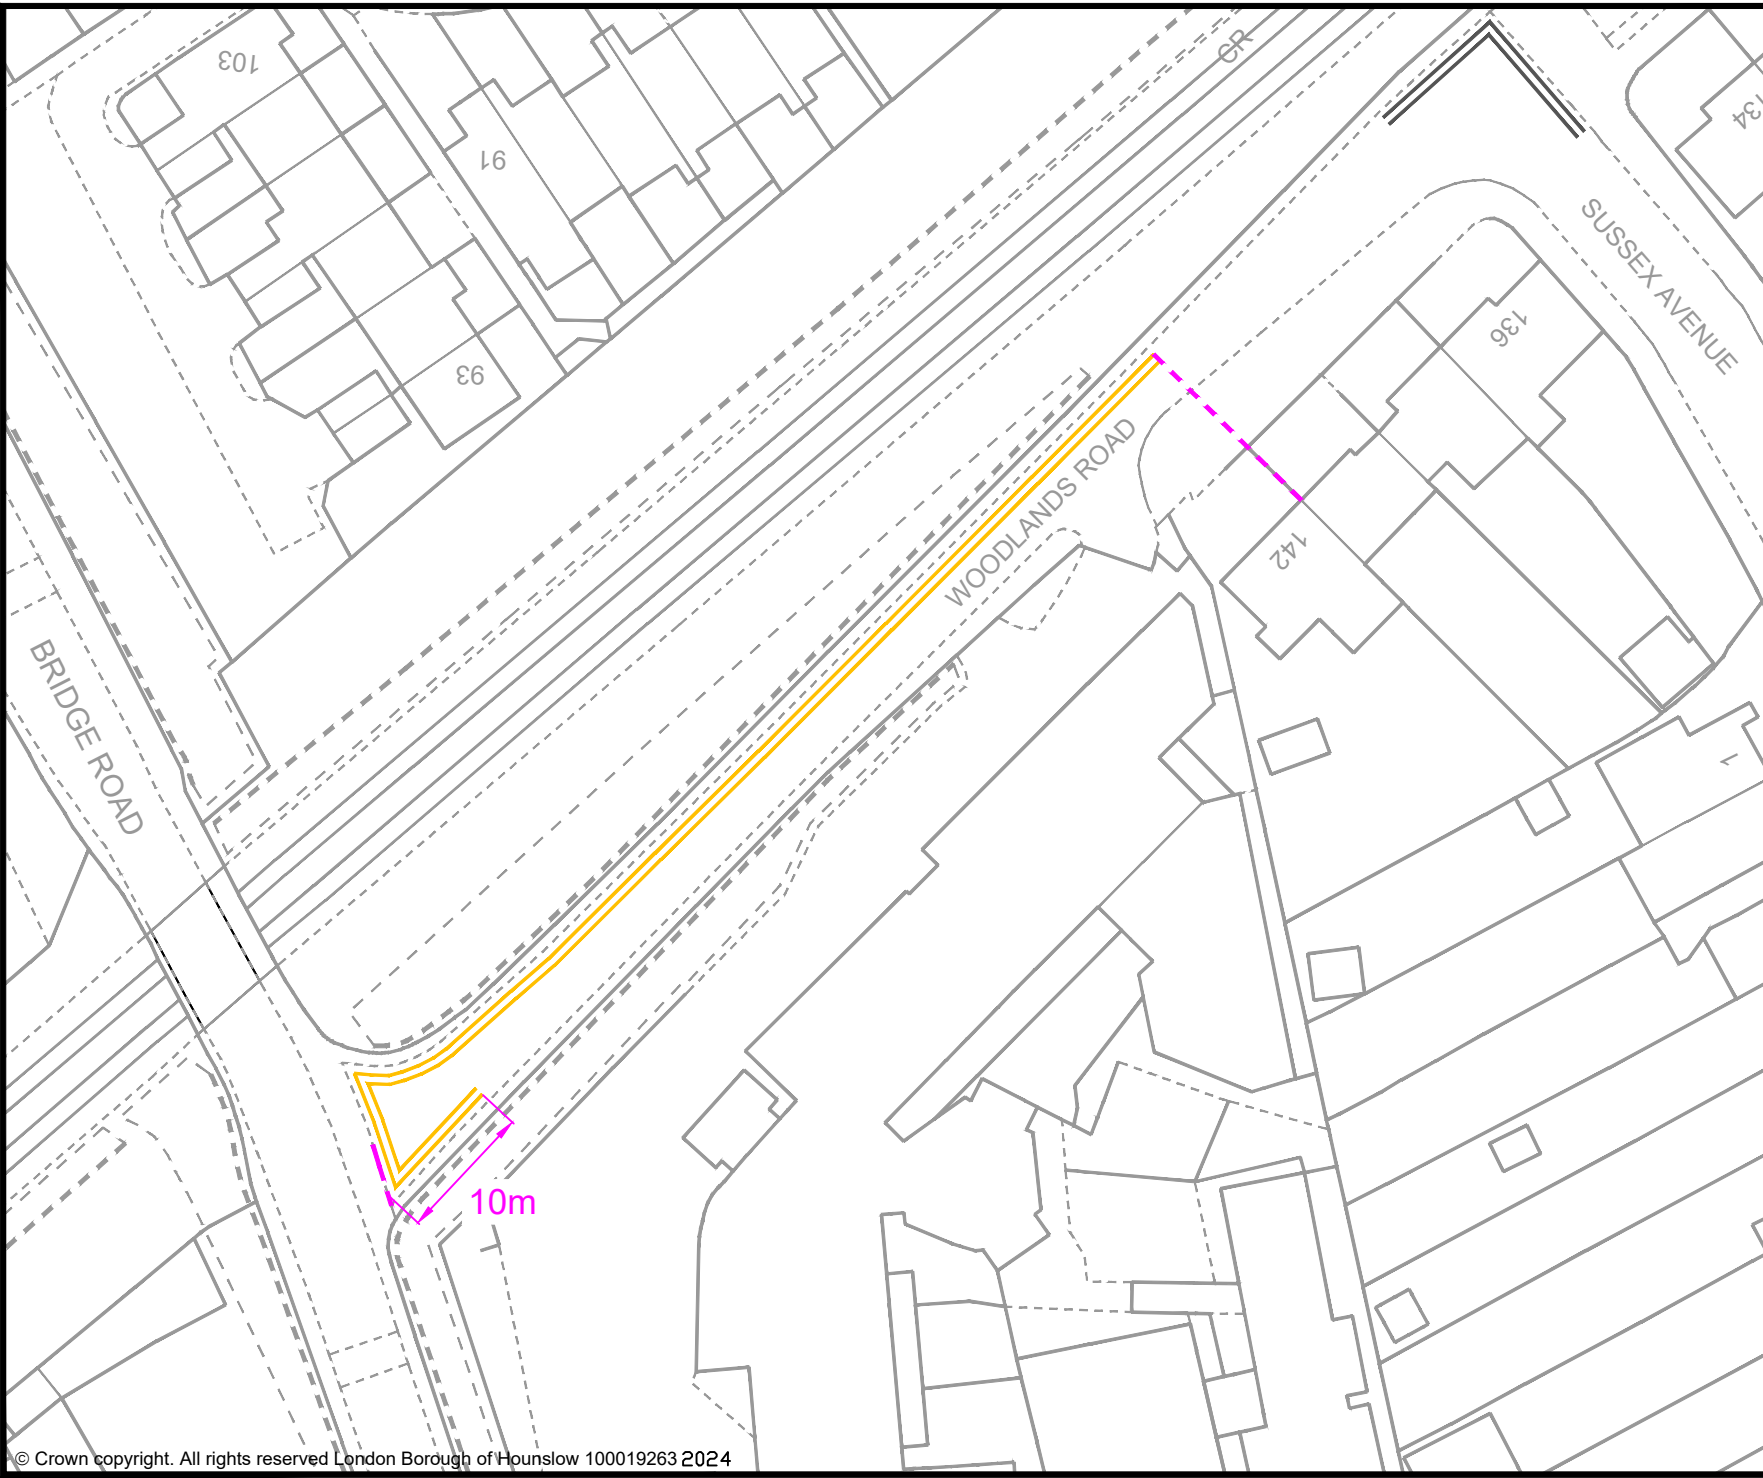 103
CR
134
91
SUSSEX AVENUE
136
93
WOODLANDS ROAD
142
BRIDGE ROAD
1
10m
© Crown copyright. All rights reserved London Borough of Hounslow 100019263 2024